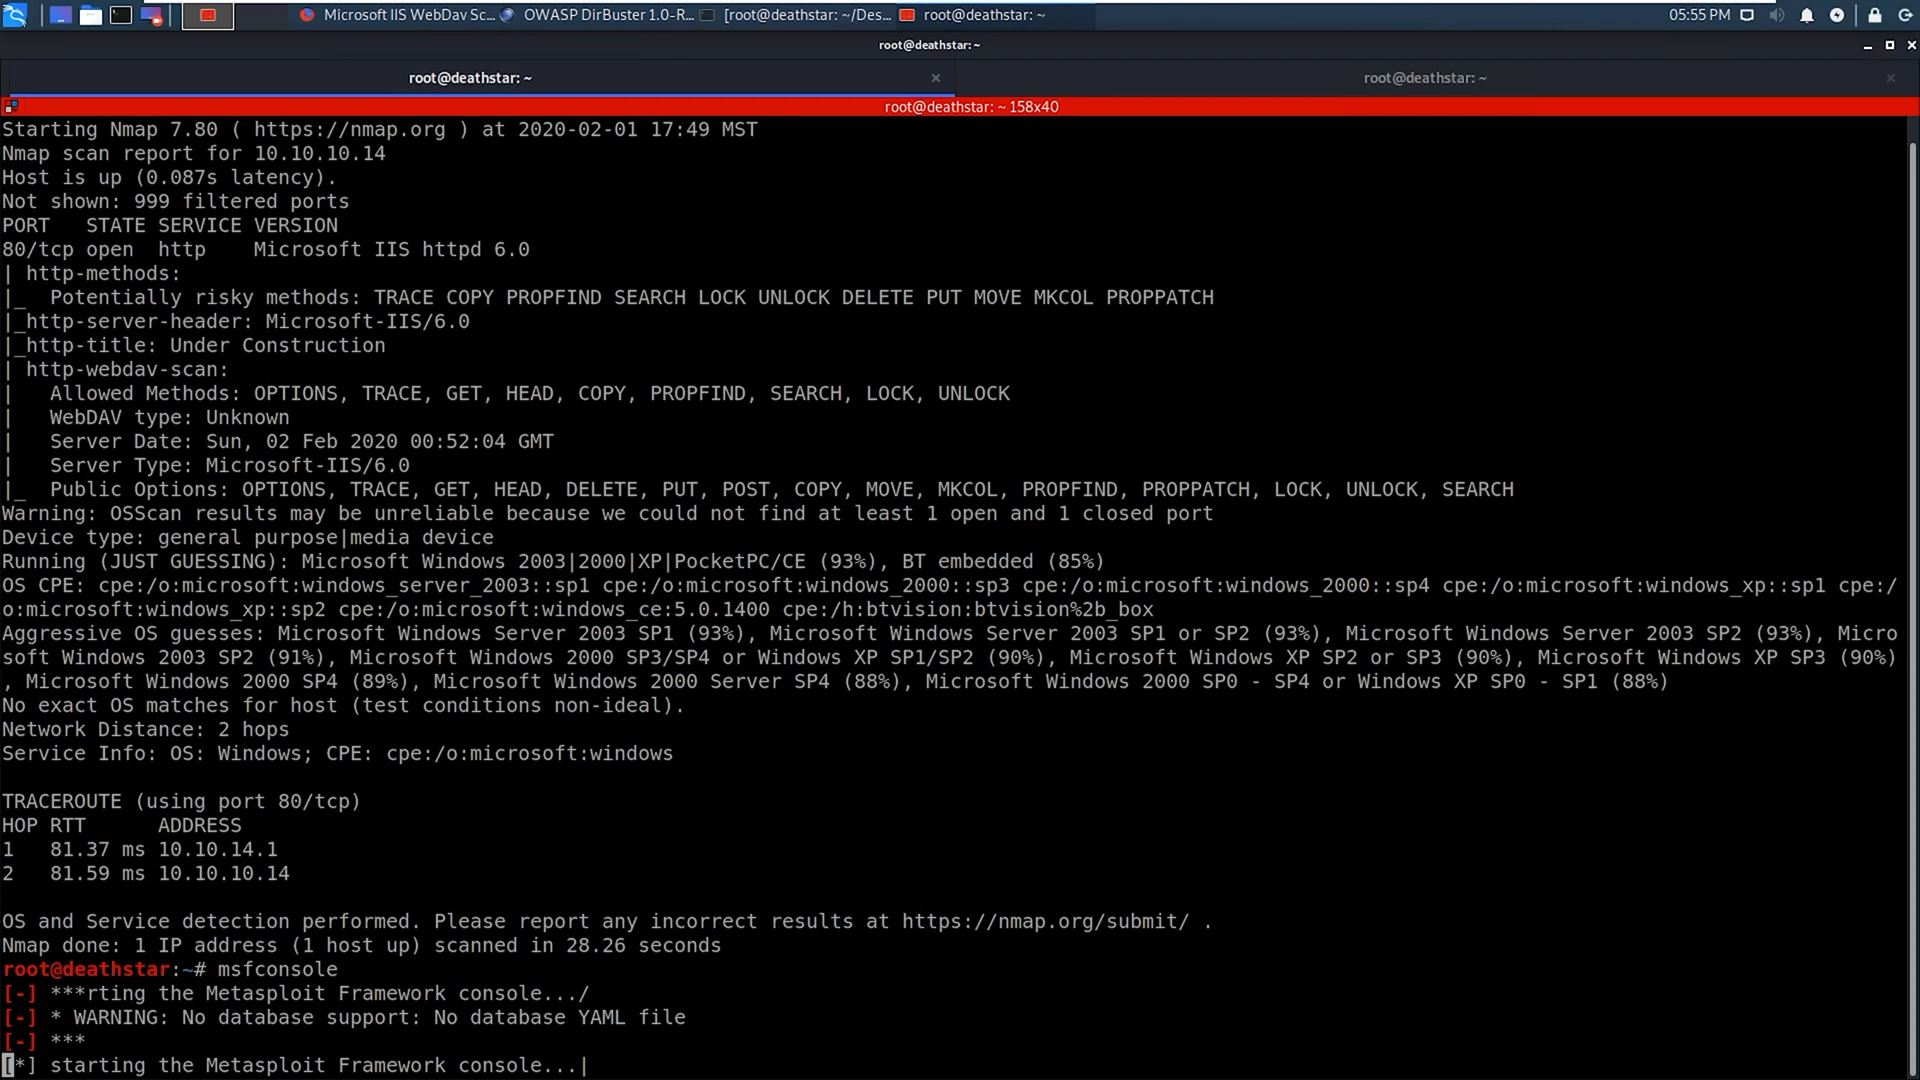 Microsoft IIS WebDav Sc... OWASP DirBuster 1.0-R... [root@deathstar: ~/Des... root@deathstar: ~ 05:55 PM
root@deathstar: ~
root@deathstar: ~ root@deathstar: ~
root@deathstar: ~ 158x40
Starting Nmap 7.80 ( https://nmap.org ) at 2020-02-01 17:49 MST
Nmap scan report for 10.10.10.14
Host is up (0.087s latency).
Not shown: 999 filtered ports
PORT   STATE SERVICE VERSION
80/tcp open  http    Microsoft IIS httpd 6.0
| http-methods:
|_  Potentially risky methods: TRACE COPY PROPFIND SEARCH LOCK UNLOCK DELETE PUT MOVE MKCOL PROPPATCH
|_http-server-header: Microsoft-IIS/6.0
|_http-title: Under Construction
| http-webdav-scan:
|   Allowed Methods: OPTIONS, TRACE, GET, HEAD, COPY, PROPFIND, SEARCH, LOCK, UNLOCK
|   WebDAV type: Unknown
|   Server Date: Sun, 02 Feb 2020 00:52:04 GMT
|   Server Type: Microsoft-IIS/6.0
|_  Public Options: OPTIONS, TRACE, GET, HEAD, DELETE, PUT, POST, COPY, MOVE, MKCOL, PROPFIND, PROPPATCH, LOCK, UNLOCK, SEARCH
Warning: OSScan results may be unreliable because we could not find at least 1 open and 1 closed port
Device type: general purpose|media device
Running (JUST GUESSING): Microsoft Windows 2003|2000|XP|PocketPC/CE (93%), BT embedded (85%)
OS CPE: cpe:/o:microsoft:windows_server_2003::sp1 cpe:/o:microsoft:windows_2000::sp3 cpe:/o:microsoft:windows_2000::sp4 cpe:/o:microsoft:windows_xp::sp1 cpe:/
o:microsoft:windows_xp::sp2 cpe:/o:microsoft:windows_ce:5.0.1400 cpe:/h:btvision:btvision%2b_box
Aggressive OS guesses: Microsoft Windows Server 2003 SP1 (93%), Microsoft Windows Server 2003 SP1 or SP2 (93%), Microsoft Windows Server 2003 SP2 (93%), Micro
soft Windows 2003 SP2 (91%), Microsoft Windows 2000 SP3/SP4 or Windows XP SP1/SP2 (90%), Microsoft Windows XP SP2 or SP3 (90%), Microsoft Windows XP SP3 (90%)
, Microsoft Windows 2000 SP4 (89%), Microsoft Windows 2000 Server SP4 (88%), Microsoft Windows 2000 SP0 - SP4 or Windows XP SP0 - SP1 (88%)
No exact OS matches for host (test conditions non-ideal).
Network Distance: 2 hops
Service Info: OS: Windows; CPE: cpe:/o:microsoft:windows
TRACEROUTE (using port 80/tcp)
HOP RTT      ADDRESS
1   81.37 ms 10.10.14.1
2   81.59 ms 10.10.10.14
OS and Service detection performed. Please report any incorrect results at https://nmap.org/submit/ .
Nmap done: 1 IP address (1 host up) scanned in 28.26 seconds
root@deathstar:~# msfconsole
[-] ***rting the Metasploit Framework console.../
[-] * WARNING: No database support: No database YAML file
[-] ***
[*] starting the Metasploit Framework console...|